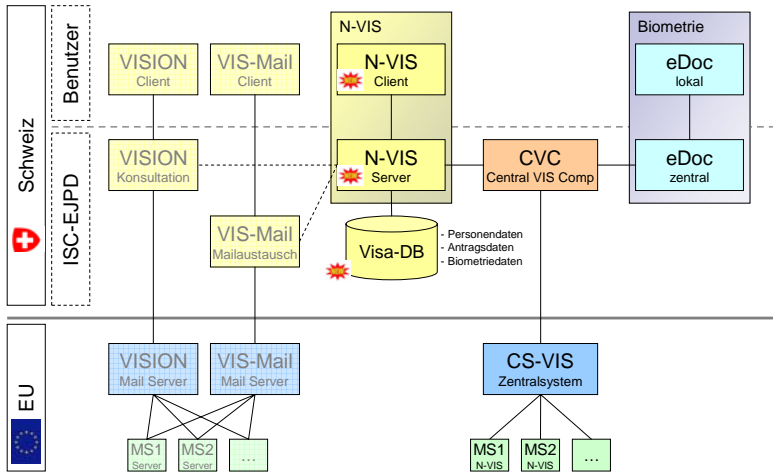 Schweiz
Benutzer
ISC-EJPD
EU
N-VIS
Biometrie
VISION
Client
VIS-Mail
Client
N-VIS
Client
eDoc
lokal
VISION
Konsultation
N-VIS
Server
CVC
Central VIS Comp
eDoc
zentral
VIS-Mail
Mailaustausch
Visa-DB
- Personendaten
- Antragsdaten
- Biometriedaten
VISION
Mail Server
VIS-Mail
Mail Server
CS-VIS
Zentralsystem
MS1
Server
MS2
Server
...
MS1
N-VIS
MS2
N-VIS
...